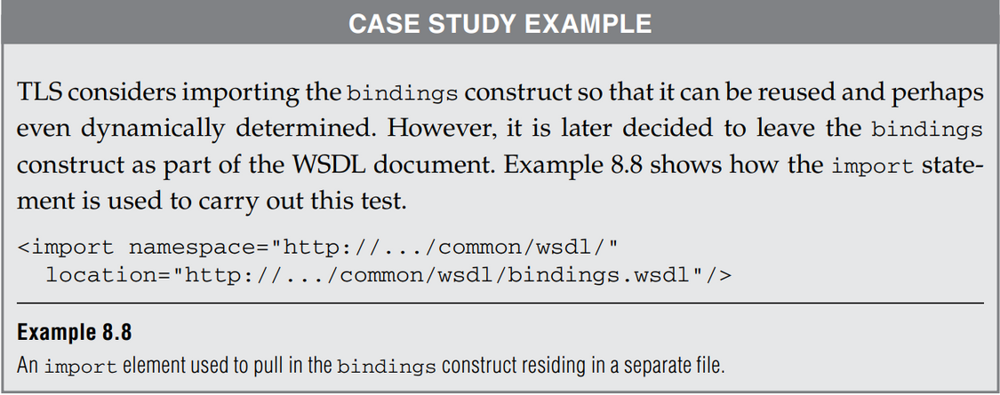 CASE STUDY EXAMPLE
TLS considers importing the bindings construct so that it can be reused and perhaps
even dynamically determined. However, it is later decided to leave the bindings
construct as part of the WSDL document. Example 8.8 shows how the import state-
ment is used to carry out this test.
<import namespace="http://.../common/wsdl/"
  location="http://.../common/wsdl/bindings.wsdl"/>
Example 8.8
An import element used to pull in the bindings construct residing in a separate file.